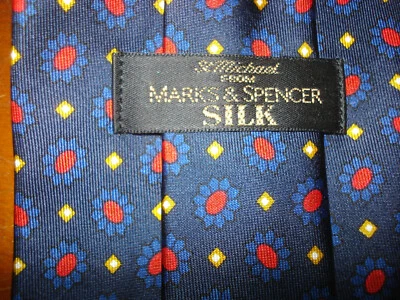 St Michael
FROM
MARKS & SPENCER
SILK